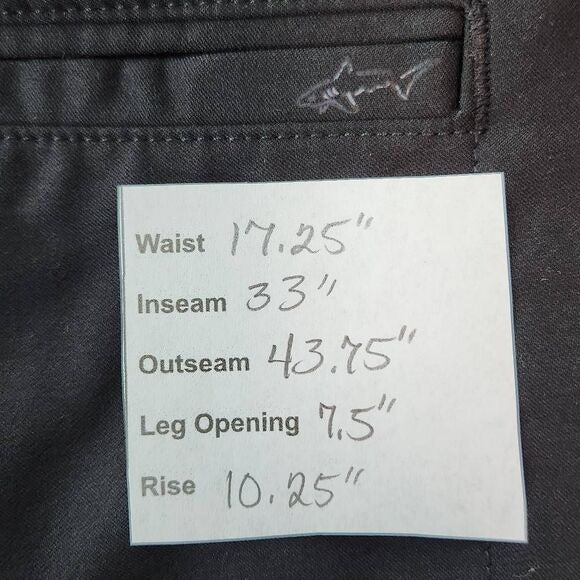 Waist 17.25"
Inseam 33"
Outseam 43.75"
Leg Opening 7.5"
Rise 10.25"